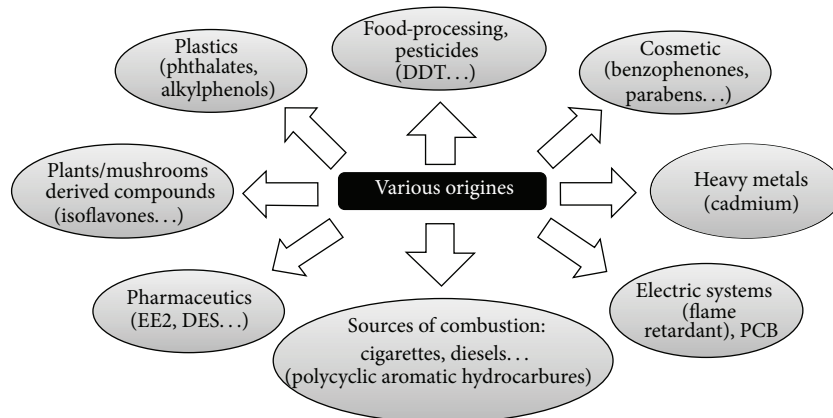 Plastics
(phthalates,
alkylphenols)
Food-processing,
pesticides
(DDT. . .)
Cosmetic
(benzophenones,
parabens. . .)
Plants/mushrooms
derived compounds
(isoflavones. . .)
Various origines
Heavy metals
(cadmium)
Pharmaceutics
(EE2, DES. . .)
Sources of combustion:
cigarettes, diesels. . .
(polycyclic aromatic hydrocarbures)
Electric systems
(flame
retardant), PCB